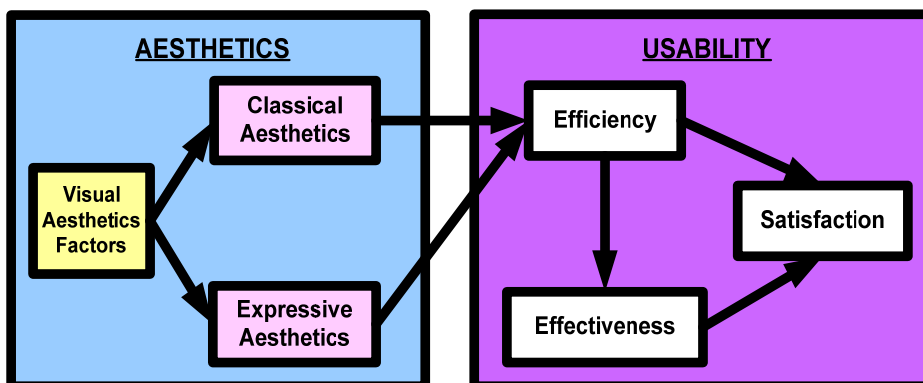 AESTHETICS
Classical
Aesthetics
Visual
Aesthetics
Factors
Expressive
Aesthetics
USABILITY
Efficiency
Satisfaction
Effectiveness